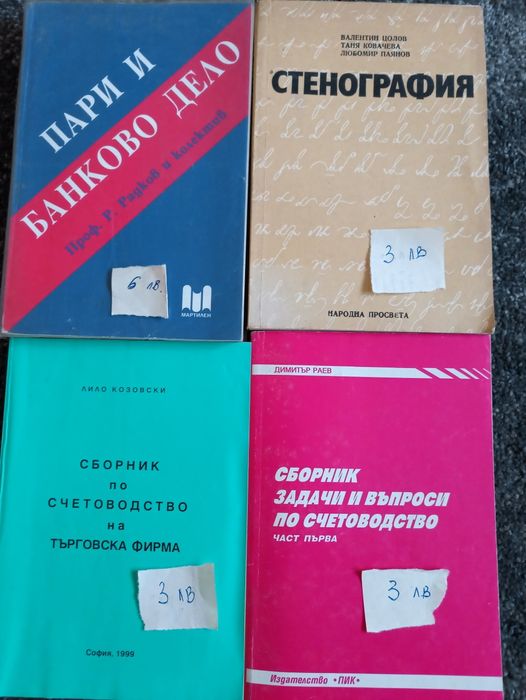 ПАРИ И
БАНКОВО ДЕЛО
Проф. Р. Радков и колектив
6 лв.
МАРТИЛЕН
ВАЛЕНТИН ЦОЛОВ
ТАНЯ КОВАЧЕВА
ЛЮБОМИР ПАЯНОВ
СТЕНОГРАФИЯ
3 лв
НАРОДНА ПРОСВЕТА
ЛИЛО КОЗОВСКИ
СБОРНИК
по
СЧЕТОВОДСТВО
на
ТЪРГОВСКА ФИРМА
3 лв
София, 1999
ДИМИТЪР РАЕВ
СБОРНИК
ЗАДАЧИ И ВЪПРОСИ
ПО СЧЕТОВОДСТВО
ЧАСТ ПЪРВА
3 лв
Издателство "ПИК"